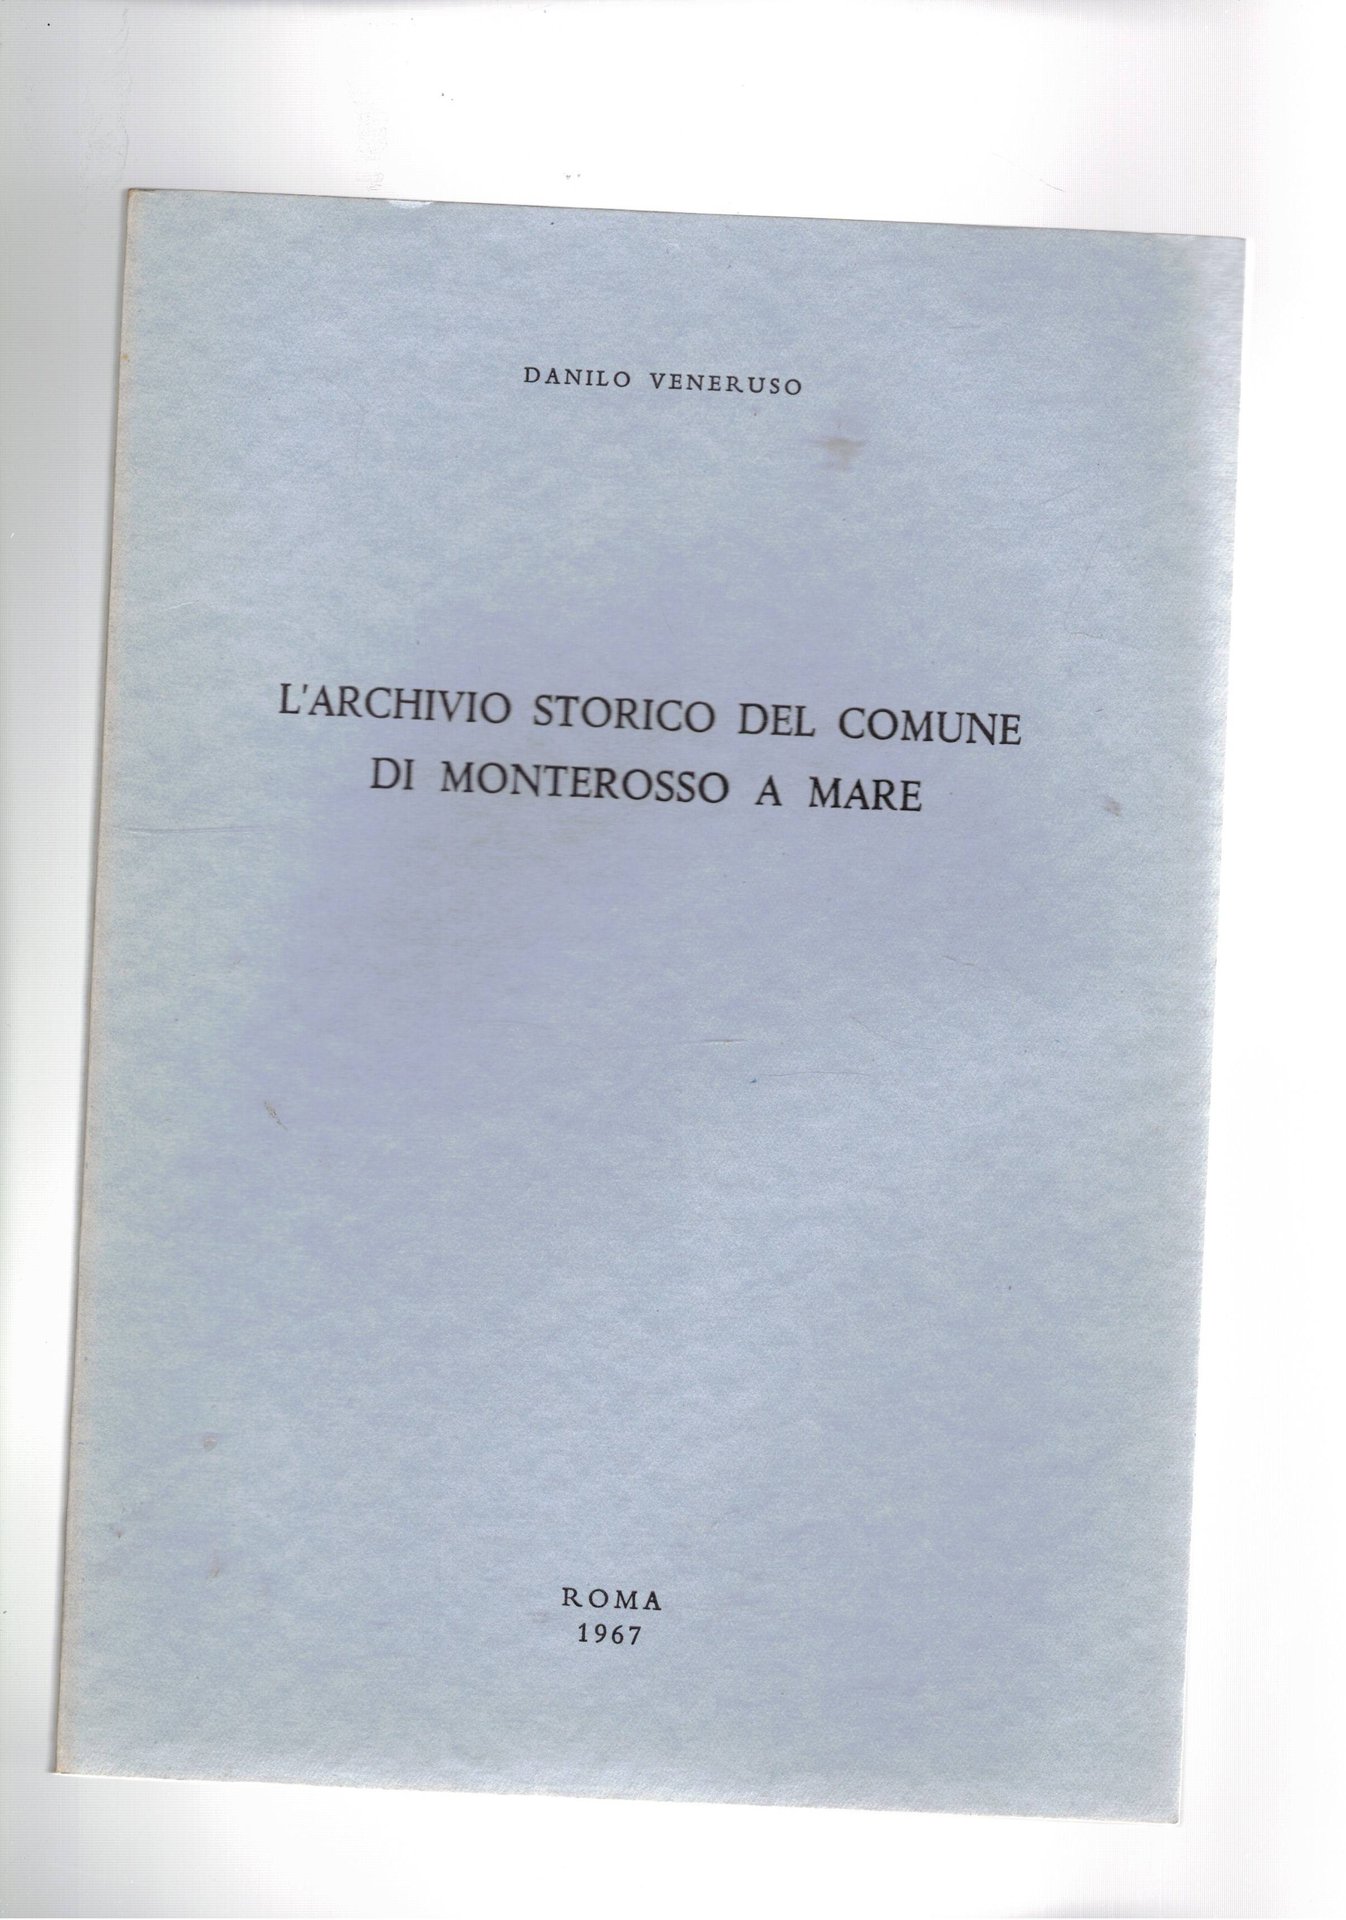 DANILO VENERUSO
L'ARCHIVIO STORICO DEL COMUNE
DI MONTEROSSO A MARE
ROMA
1967